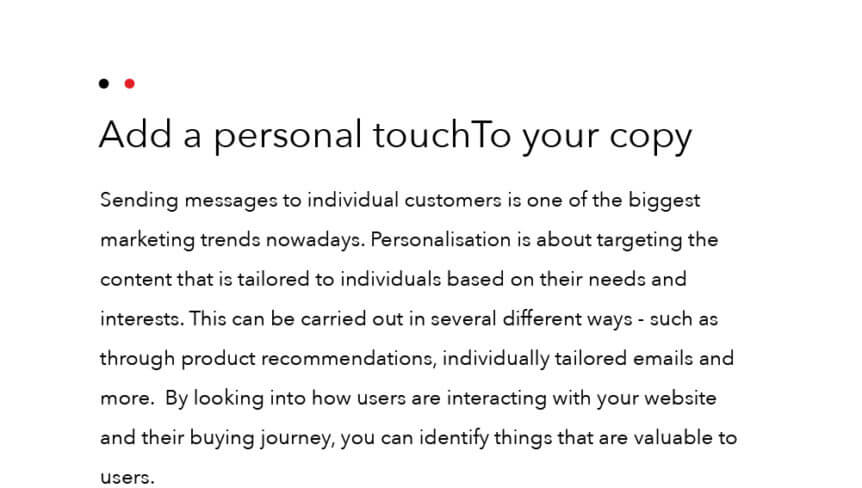 Add a personal touchTo your copy
Sending messages to individual customers is one of the biggest
marketing trends nowadays. Personalisation is about targeting the
content that is tailored to individuals based on their needs and
interests. This can be carried out in several different ways - such as
through product recommendations, individually tailored emails and
more.  By looking into how users are interacting with your website
and their buying journey, you can identify things that are valuable to
users.